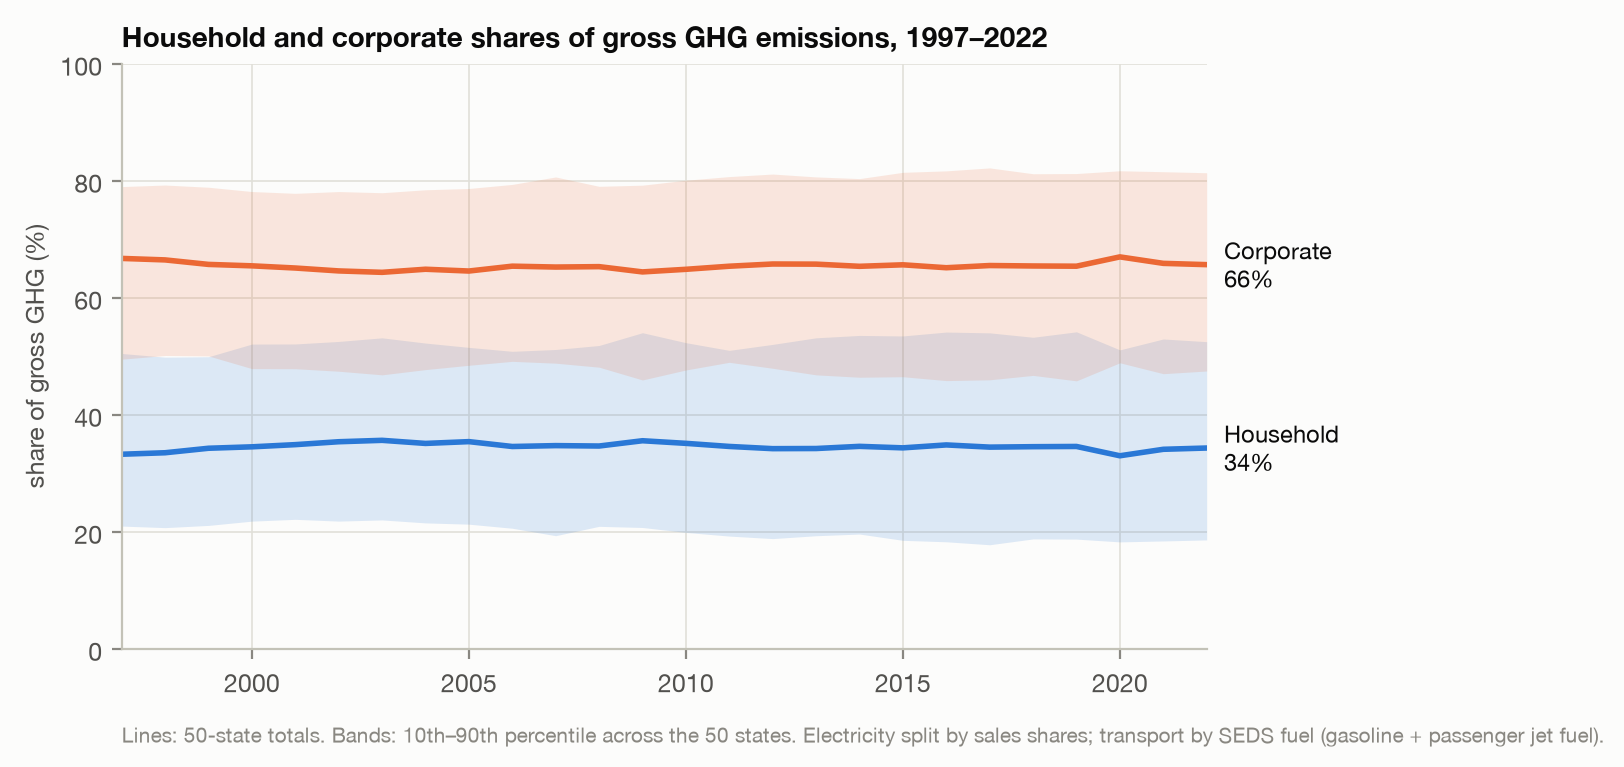 Household and corporate shares of gross GHG emissions, 1997–2022
share of gross GHG (%)
100
80
60
40
20
0
2000
2005
2010
2015
2020
Corporate
66%
Household
34%
Lines: 50-state totals. Bands: 10th–90th percentile across the 50 states. Electricity split by sales shares; transport by SEDS fuel (gasoline + passenger jet fuel).